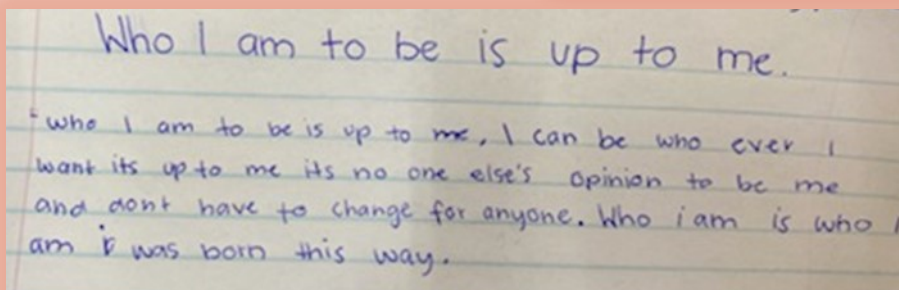 Who I am to be is up to me.
"who I am to be is up to me, I can be who ever I
want its up to me its no one else's opinion to be me
and dont have to change for anyone. Who i am is who I
am i was born this way.